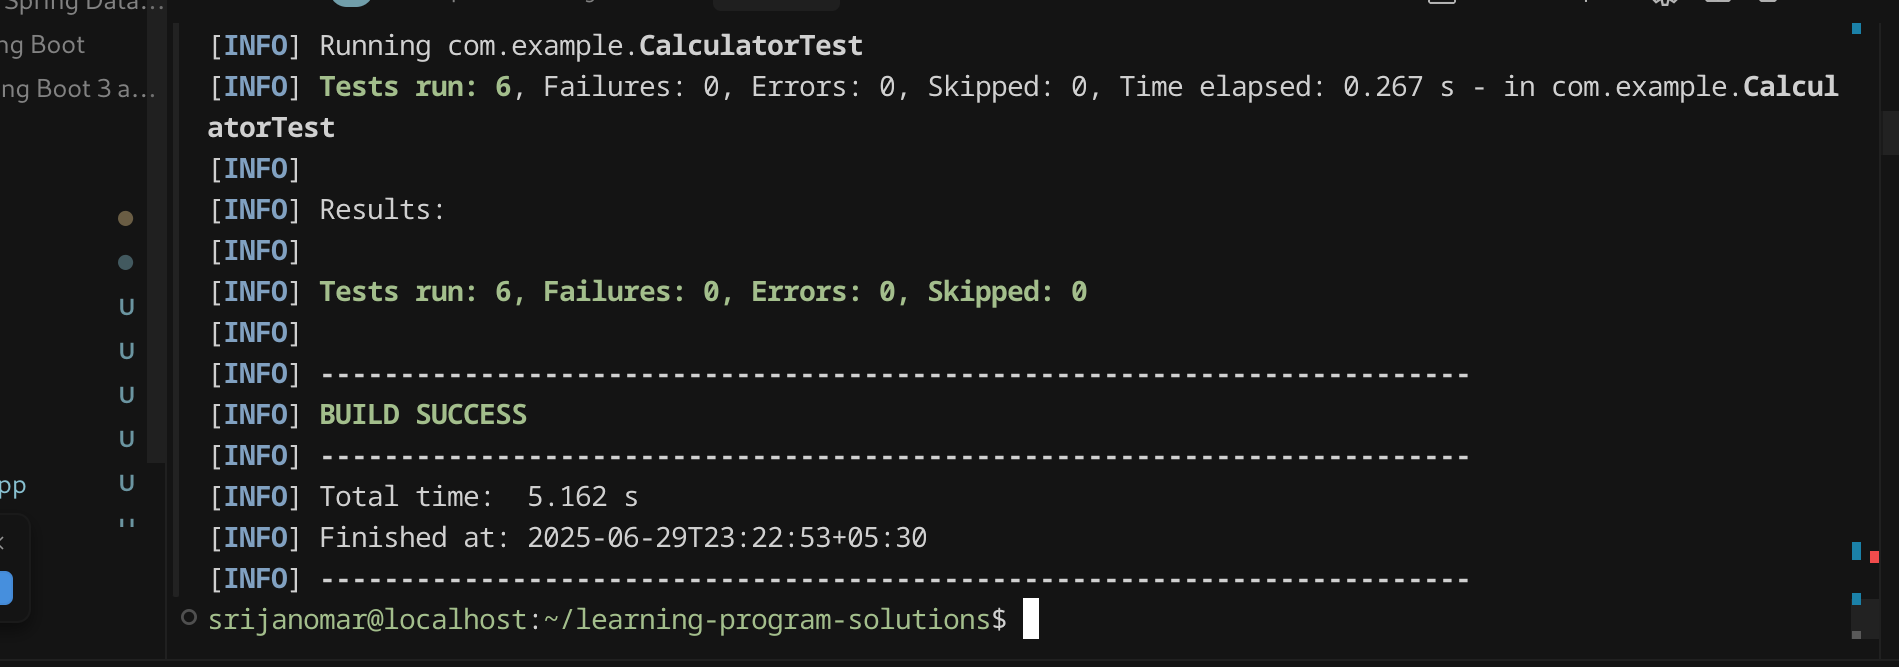 Spring Data...
ng Boot
ng Boot 3 a...
U
U
U
U
U
pp
[INFO] Running com.example.CalculatorTest
[INFO] Tests run: 6, Failures: 0, Errors: 0, Skipped: 0, Time elapsed: 0.267 s - in com.example.Calcul
atorTest
[INFO]
[INFO] Results:
[INFO]
[INFO] Tests run: 6, Failures: 0, Errors: 0, Skipped: 0
[INFO]
[INFO] ------------------------------------------------------------------------
[INFO] BUILD SUCCESS
[INFO] ------------------------------------------------------------------------
[INFO] Total time:  5.162 s
[INFO] Finished at: 2025-06-29T23:22:53+05:30
[INFO] ------------------------------------------------------------------------
srijanomar@localhost:~/learning-program-solutions$